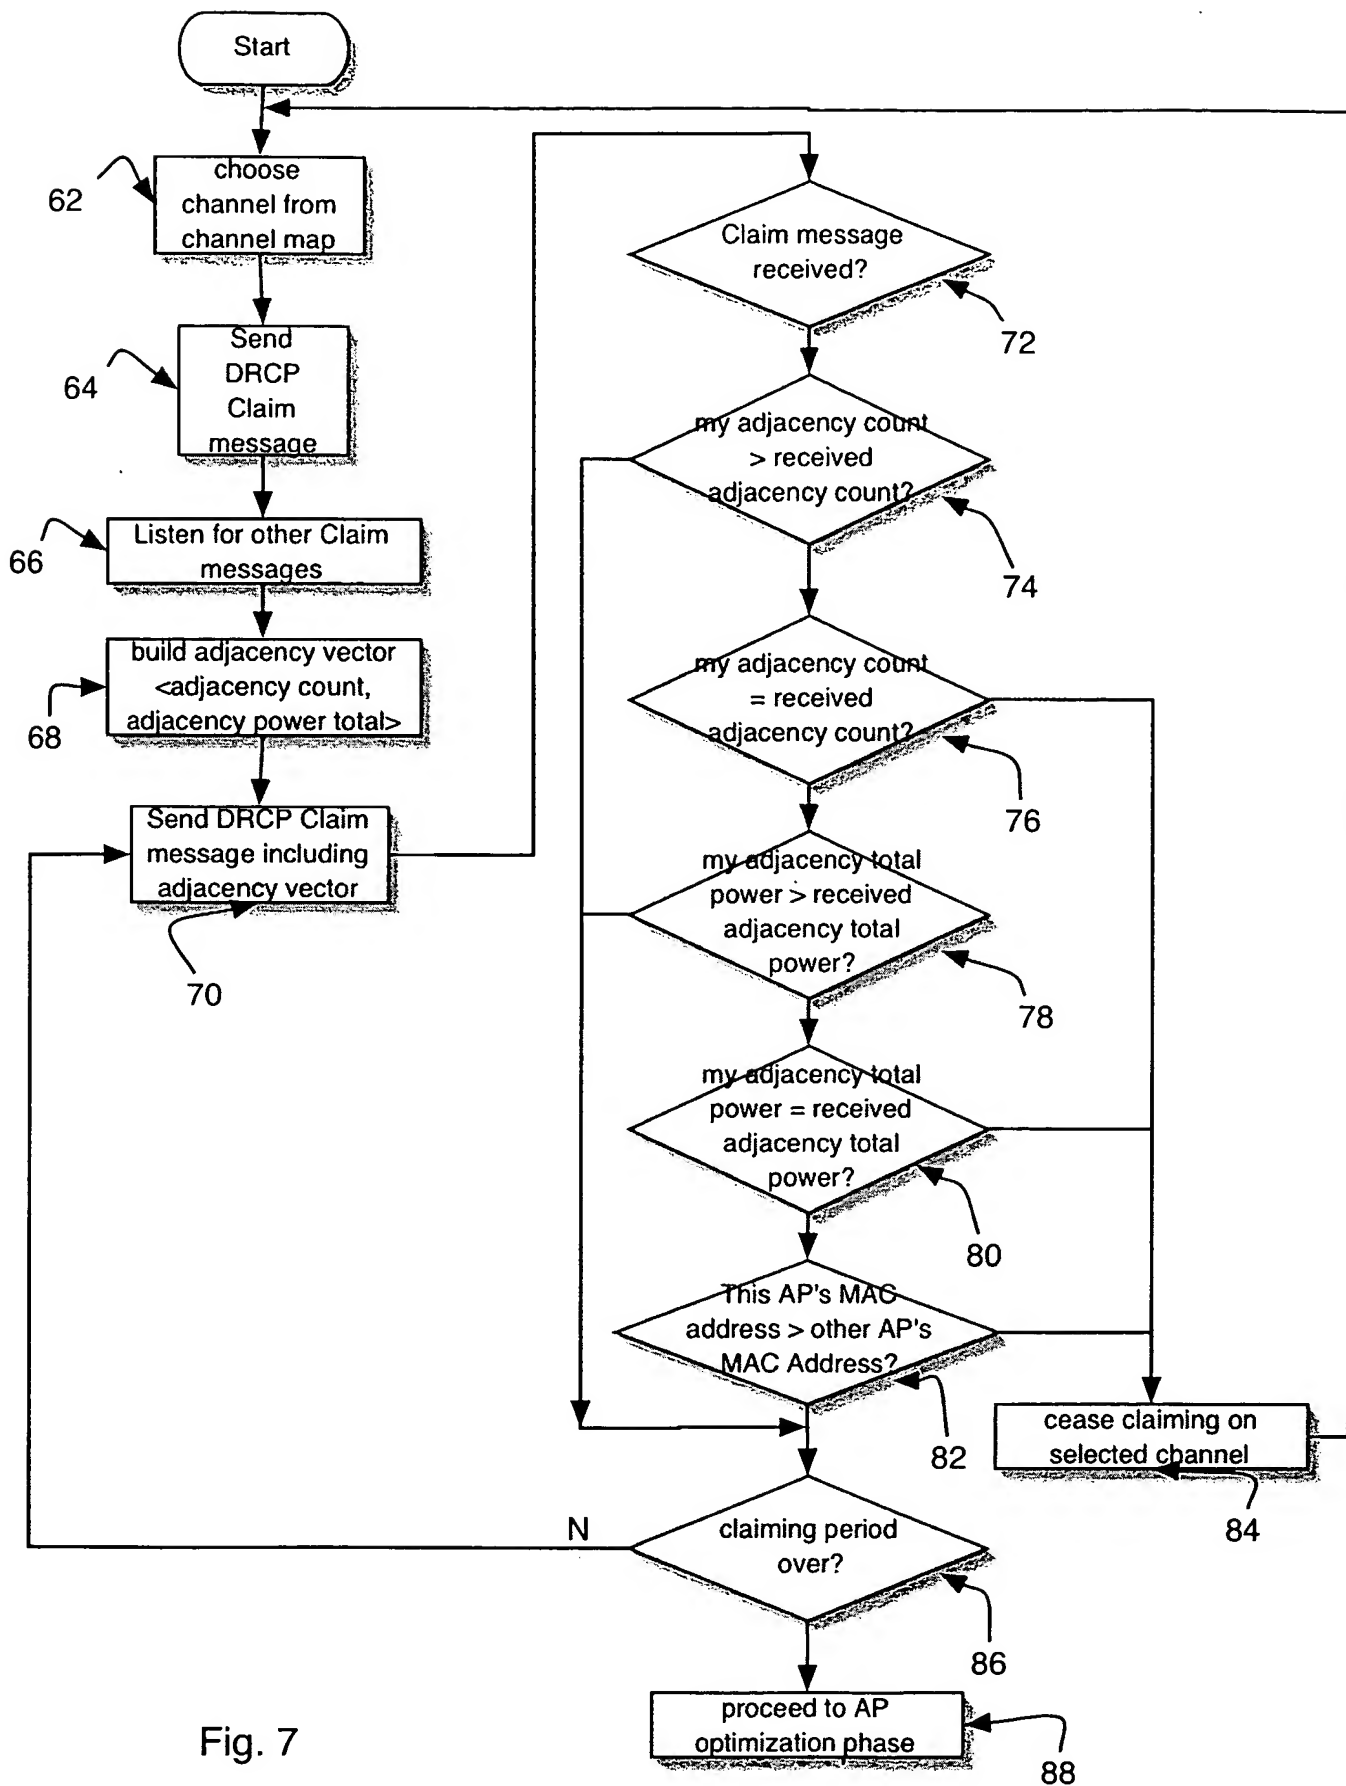 Start
choose
channel from
channel map
62
Send
DRCP
Claim
message
64
Listen for other Claim
messages
66
build adjacency vector
<adjacency count,
adjacency power total>
68
Send DRCP Claim
message including
adjacency vector
70
Claim message
received?
72
my adjacency count
> received
adjacency count?
74
my adjacency count
= received
adjacency count?
76
my adjacency total
power > received
adjacency total
power?
78
my adjacency total
power = received
adjacency total
power?
80
This AP's MAC
address > other AP's
MAC Address?
82
cease claiming on
selected channel
84
N
claiming period
over?
86
proceed to AP
optimization phase
88
Fig. 7